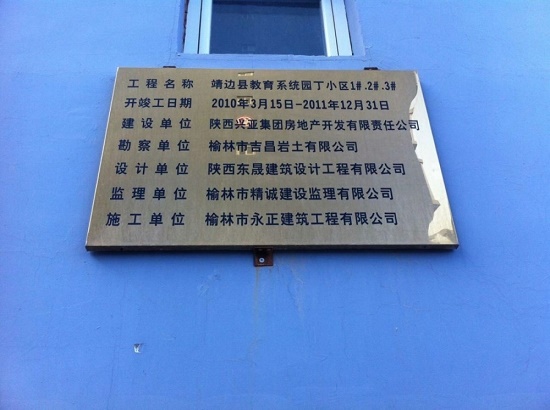 工程名称 靖边县教育系统园丁小区1#.2#.3#
开竣工日期 2010年3月15日-2011年12月31日
建设单位 陕西兴亚集团房地产开发有限责任公司
勘察单位 榆林市吉昌岩土有限公司
设计单位 陕西东晟建筑设计工程有限公司
监理单位 榆林市精诚建设监理有限公司
施工单位 榆林市永正建筑工程有限公司